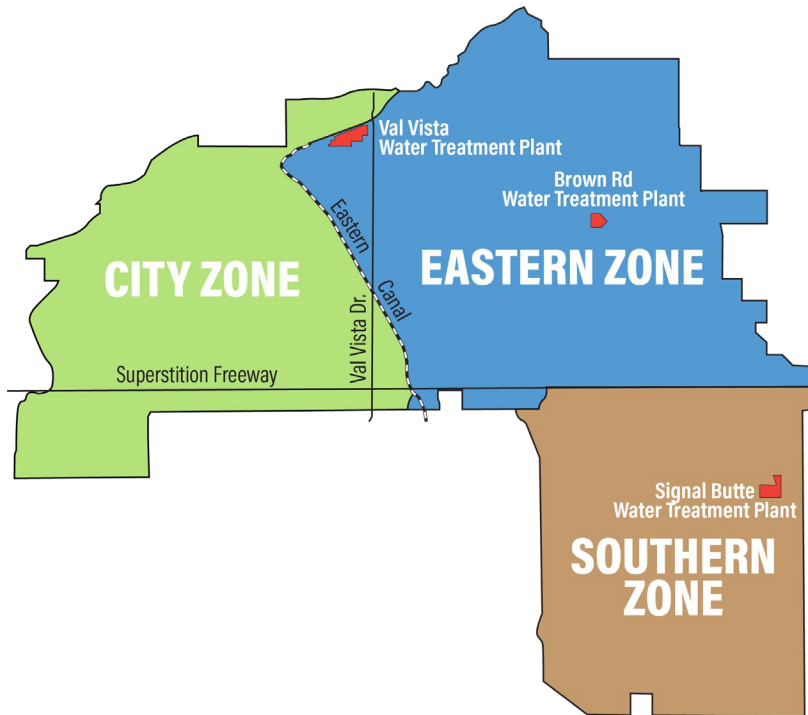 Val Vista
Water Treatment Plant
Brown Rd
Water Treatment Plant
Eastern
Canal
CITY ZONE
EASTERN ZONE
Val Vista Dr.
Superstition Freeway
Signal Butte
Water Treatment Plant
SOUTHERN
ZONE